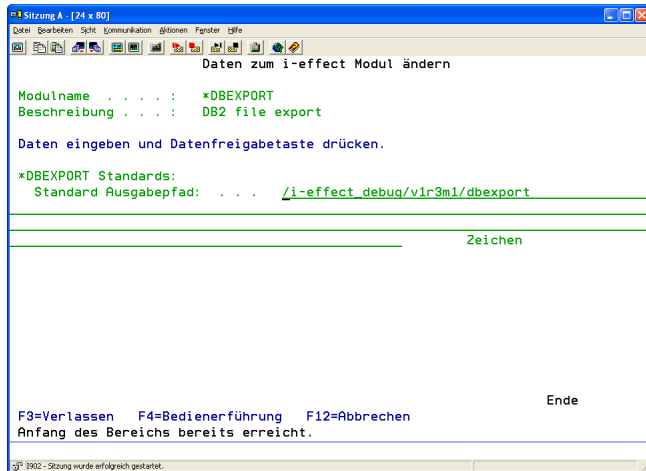 Sitzung A - [24 x 80]
Datei Bearbeiten Sicht Kommunikation Aktionen Fenster Hilfe
Daten zum i-effect Modul ändern
Modulname . . . . : *DBEXPORT
Beschreibung . . . : DB2 file export
Daten eingeben und Datenfreigabetaste drücken.
*DBEXPORT Standards:
Standard Ausgabepfad: . . . /i-effect_debug/v1r3m1/dbexport
Zeichen
Ende
F3=Verlassen F4=Bedienerführung F12=Abbrechen
Anfang des Bereichs bereits erreicht.
I902 - Sitzung wurde erfolgreich gestartet.